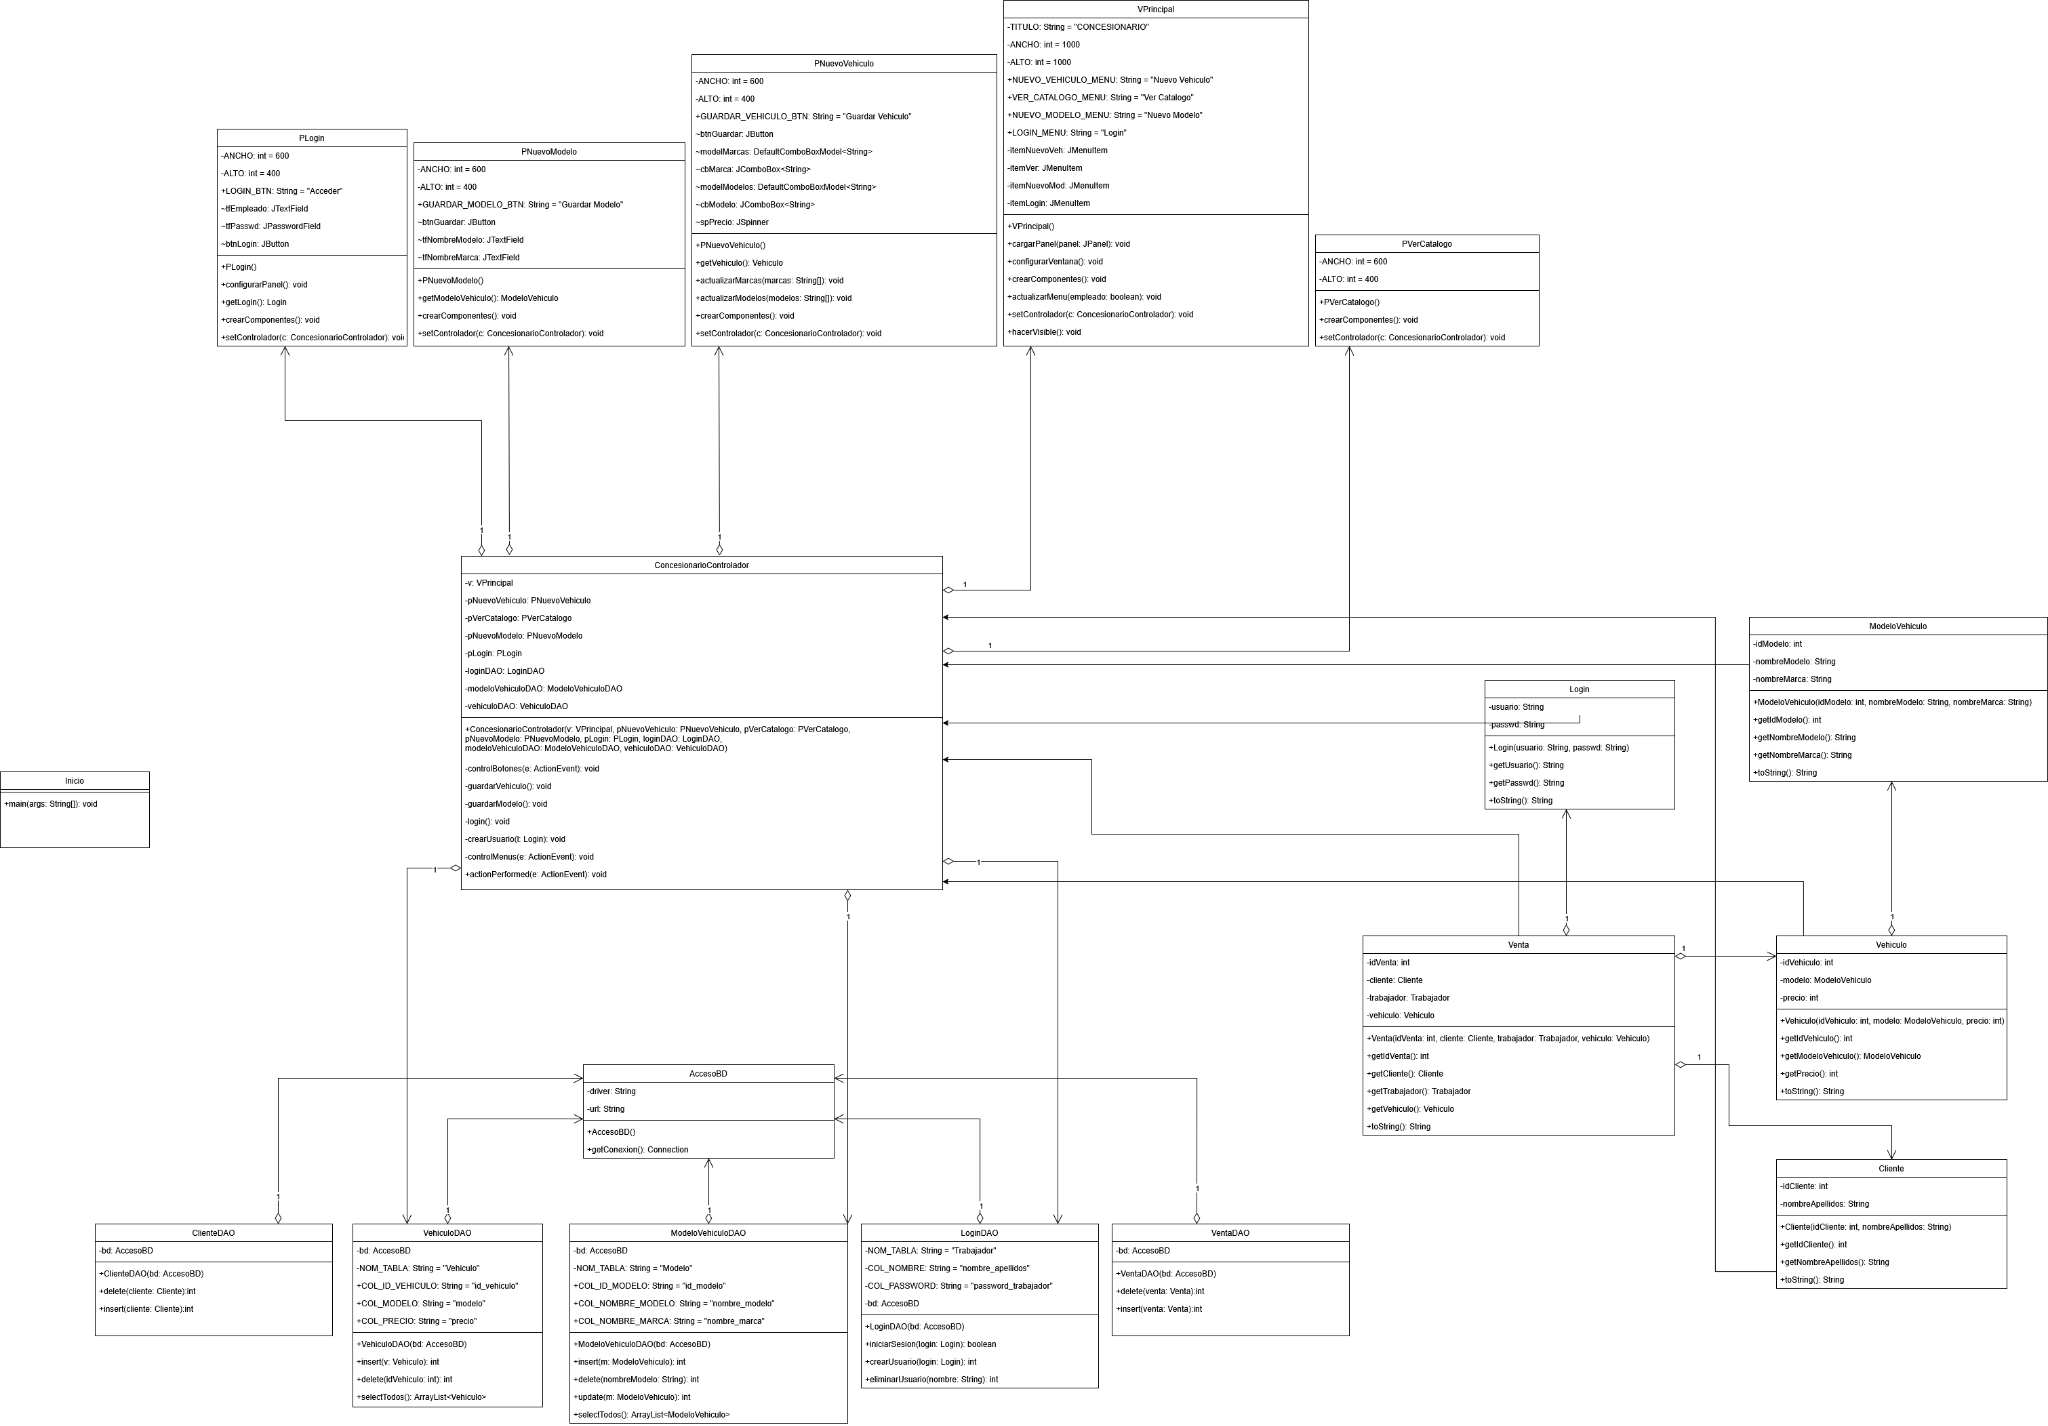 VPrincipal
-TITULO: String = "CONCESIONARIO"
-ANCHO: int = 1000
-ALTO: int = 1000
+NUEVO_VEHICULO_MENU: String = "Nuevo Vehiculo"
+VER_CATALOGO_MENU: String = "Ver Catalogo"
+NUEVO_MODELO_MENU: String = "Nuevo Modelo"
+LOGIN_MENU: String = "Login"
-itemNuevoVeh: JMenuItem
-itemVer: JMenuItem
-itemNuevoMod: JMenuItem
-itemLogin: JMenuItem
+VPrincipal()
+cargarPanel(panel: JPanel): void
+configurarVentana(): void
+crearComponentes(): void
+actualizarMenu(empleado: boolean): void
+setControlador(c: ConcesionarioControlador): void
+hacerVisible(): void
PNuevoVehiculo
-ANCHO: int = 600
-ALTO: int = 400
+GUARDAR_VEHICULO_BTN: String = "Guardar Vehiculo"
~btnGuardar: JButton
~modelMarcas: DefaultComboBoxModel<String>
~cbMarca: JComboBox<String>
~modelModelos: DefaultComboBoxModel<String>
~cbModelo: JComboBox<String>
~spPrecio: JSpinner
+PNuevoVehiculo()
+getVehiculo(): Vehiculo
+actualizarMarcas(marcas: String[]): void
+actualizarModelos(modelos: String[]): void
+crearComponentes(): void
+setControlador(c: ConcesionarioControlador): void
PLogin
-ANCHO: int = 600
-ALTO: int = 400
+LOGIN_BTN: String = "Acceder"
~tfEmpleado: JTextField
~tfPasswd: JPasswordField
~btnLogin: JButton
+PLogin()
+configurarPanel(): void
+getLogin(): Login
+crearComponentes(): void
+setControlador(c: ConcesionarioControlador): voi
PNuevoModelo
-ANCHO: int = 600
-ALTO: int = 400
+GUARDAR_MODELO_BTN: String = "Guardar Modelo"
~btnGuardar: JButton
~tfNombreModelo: JTextField
~tfNombreMarca: JTextField
+PNuevoModelo()
+getModeloVehiculo(): ModeloVehiculo
+crearComponentes(): void
+setControlador(c: ConcesionarioControlador): void
PVerCatalogo
-ANCHO: int = 600
-ALTO: int = 400
+PVerCatalogo()
+crearComponentes(): void
+setControlador(c: ConcesionarioControlador): void
1
1
1
ConcesionarioControlador
-v: VPrincipal
-pNuevoVehiculo: PNuevoVehiculo
-pVerCatalogo: PVerCatalogo
-pNuevoModelo: PNuevoModelo
-pLogin: PLogin
-loginDAO: LoginDAO
-modeloVehiculoDAO: ModeloVehiculoDAO
-vehiculoDAO: VehiculoDAO
+ConcesionarioControlador(v: VPrincipal, pNuevoVehiculo: PNuevoVehiculo, pVerCatalogo: PVerCatalogo,
pNuevoModelo: PNuevoModelo, pLogin: PLogin, loginDAO: LoginDAO,
modeloVehiculoDAO: ModeloVehiculoDAO, vehiculoDAO: VehiculoDAO)
-controlBotones(e: ActionEvent): void
-guardarVehiculo(): void
-guardarModelo(): void
-login(): void
-crearUsuario(l: Login): void
-controlMenus(e: ActionEvent): void
+actionPerformed(e: ActionEvent): void
1
1
1
1
1
ModeloVehiculo
-idModelo: int
-nombreModelo: String
-nombreMarca: String
+ModeloVehiculo(idModelo: int, nombreModelo: String, nombreMarca: String)
+getIdModelo(): int
+getNombreModelo(): String
+getNombreMarca(): String
+toString(): String
Login
-usuario: String
-passwd: String
+Login(usuario: String, passwd: String)
+getUsuario(): String
+getPasswd(): String
+toString(): String
Inicio
+main(args: String[]): void
1
1
Venta
-idVenta: int
-cliente: Cliente
-trabajador: Trabajador
-vehiculo: Vehiculo
+Venta(idVenta: int, cliente: Cliente, trabajador: Trabajador, vehiculo: Vehiculo)
+getIdVenta(): int
+getCliente(): Cliente
+getTrabajador(): Trabajador
+getVehiculo(): Vehiculo
+toString(): String
1
1
Vehiculo
-idVehiculo: int
-modelo: ModeloVehiculo
-precio: int
+Vehiculo(idVehiculo: int, modelo: ModeloVehiculo, precio: int)
+getIdVehiculo(): int
+getModeloVehiculo(): ModeloVehiculo
+getPrecio(): int
+toString(): String
AccesoBD
-driver: String
-url: String
+AccesoBD()
+getConexion(): Connection
Cliente
-idCliente: int
-nombreApellidos: String
+Cliente(idCliente: int, nombreApellidos: String)
+getIdCliente(): int
+getNombreApellidos(): String
+toString(): String
1
1
1
1
1
ClienteDAO
-bd: AccesoBD
+ClienteDAO(bd: AccesoBD)
+delete(cliente: Cliente):int
+insert(cliente: Cliente):int
VehiculoDAO
-bd: AccesoBD
-NOM_TABLA: String = "Vehiculo"
+COL_ID_VEHICULO: String = "id_vehiculo"
+COL_MODELO: String = "modelo"
+COL_PRECIO: String = "precio"
+VehiculoDAO(bd: AccesoBD)
+insert(v: Vehiculo): int
+delete(idVehiculo: int): int
+selectTodos(): ArrayList<Vehiculo>
ModeloVehiculoDAO
-bd: AccesoBD
-NOM_TABLA: String = "Modelo"
+COL_ID_MODELO: String = "id_modelo"
+COL_NOMBRE_MODELO: String = "nombre_modelo"
+COL_NOMBRE_MARCA: String = "nombre_marca"
+ModeloVehiculoDAO(bd: AccesoBD)
+insert(m: ModeloVehiculo): int
+delete(nombreModelo: String): int
+update(m: ModeloVehiculo): int
+selectTodos(): ArrayList<ModeloVehiculo>
LoginDAO
-NOM_TABLA: String = "Trabajador"
-COL_NOMBRE: String = "nombre_apellidos"
-COL_PASSWORD: String = "password_trabajador"
-bd: AccesoBD
+LoginDAO(bd: AccesoBD)
+iniciarSesion(login: Login): boolean
+crearUsuario(login: Login): int
+eliminarUsuario(nombre: String): int
VentaDAO
-bd: AccesoBD
+VentaDAO(bd: AccesoBD)
+delete(venta: Venta):int
+insert(venta: Venta):int